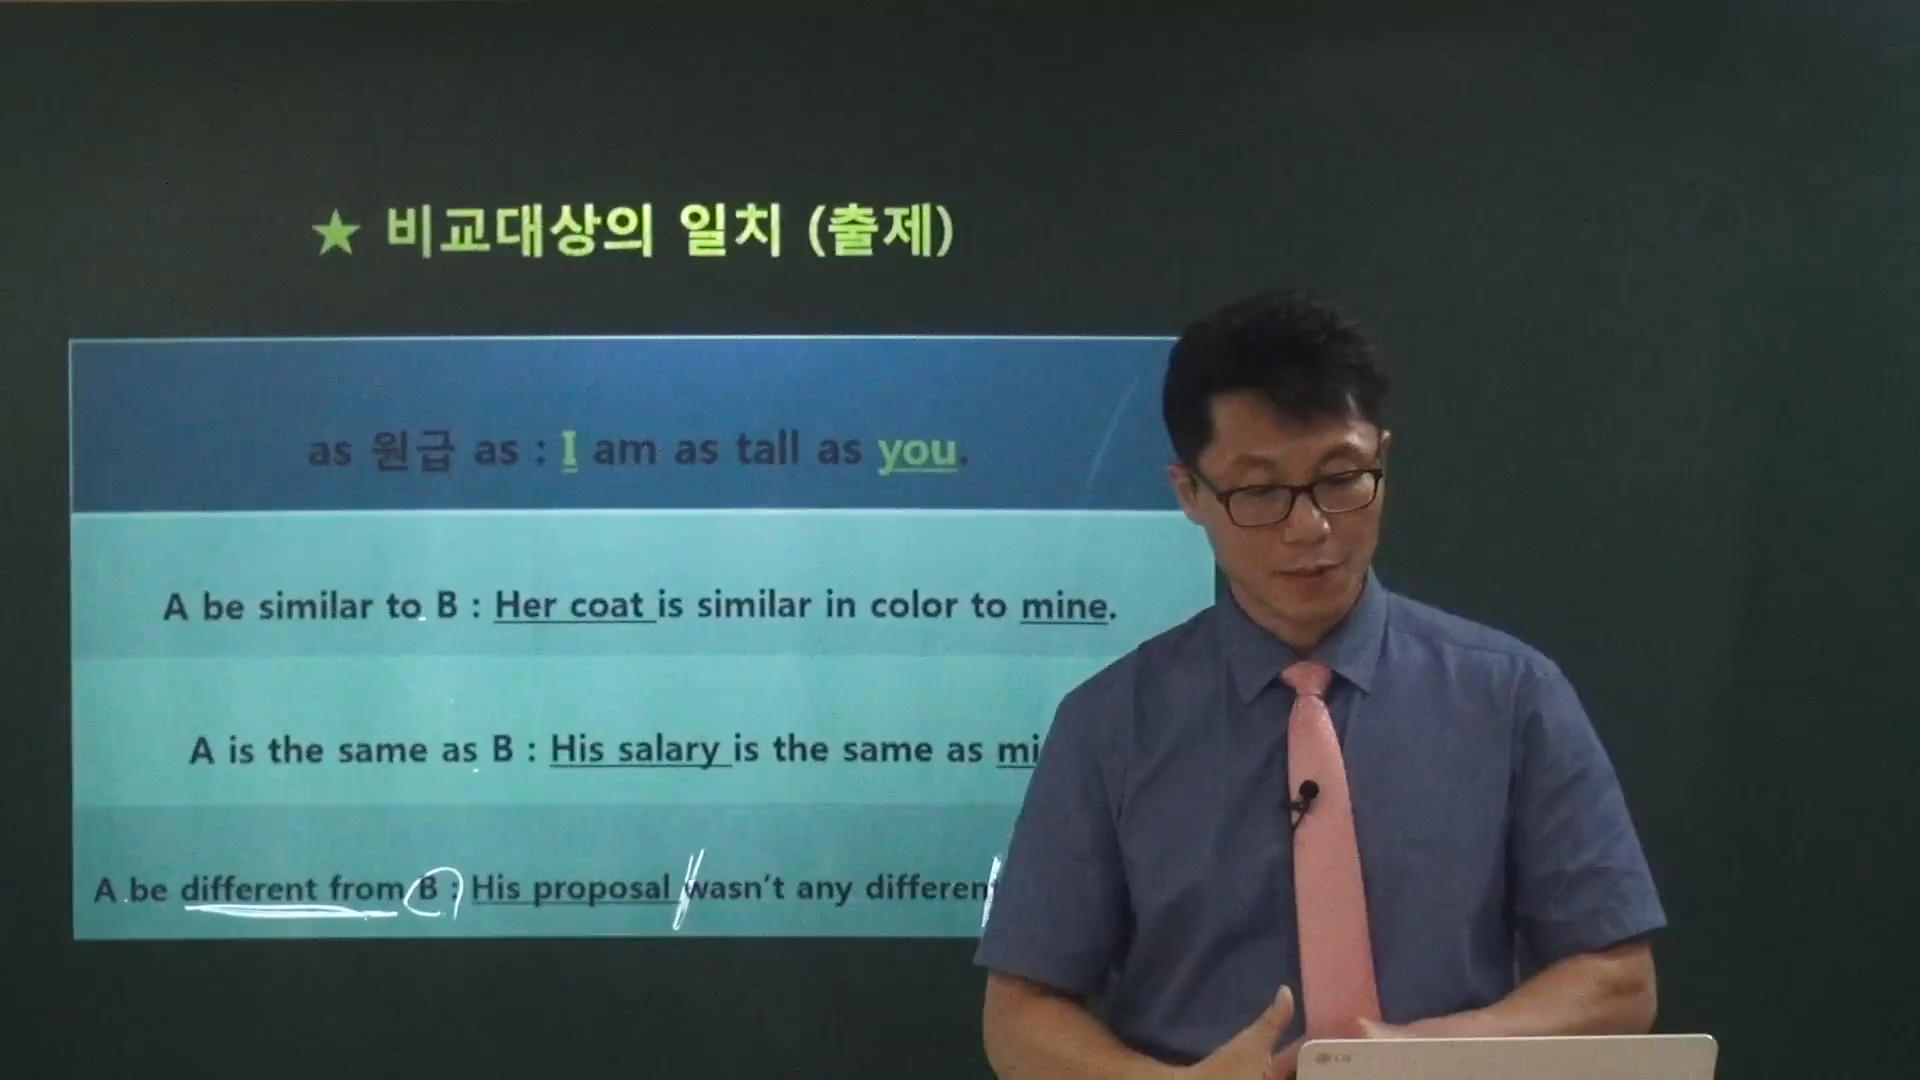 ★ 비교대상의 일치 (출제)
as 원급 as : I am as tall as you.
A be similar to B : Her coat is similar in color to mine.
A is the same as B : His salary is the same as
A be different from B : His proposal wasn't any
LG